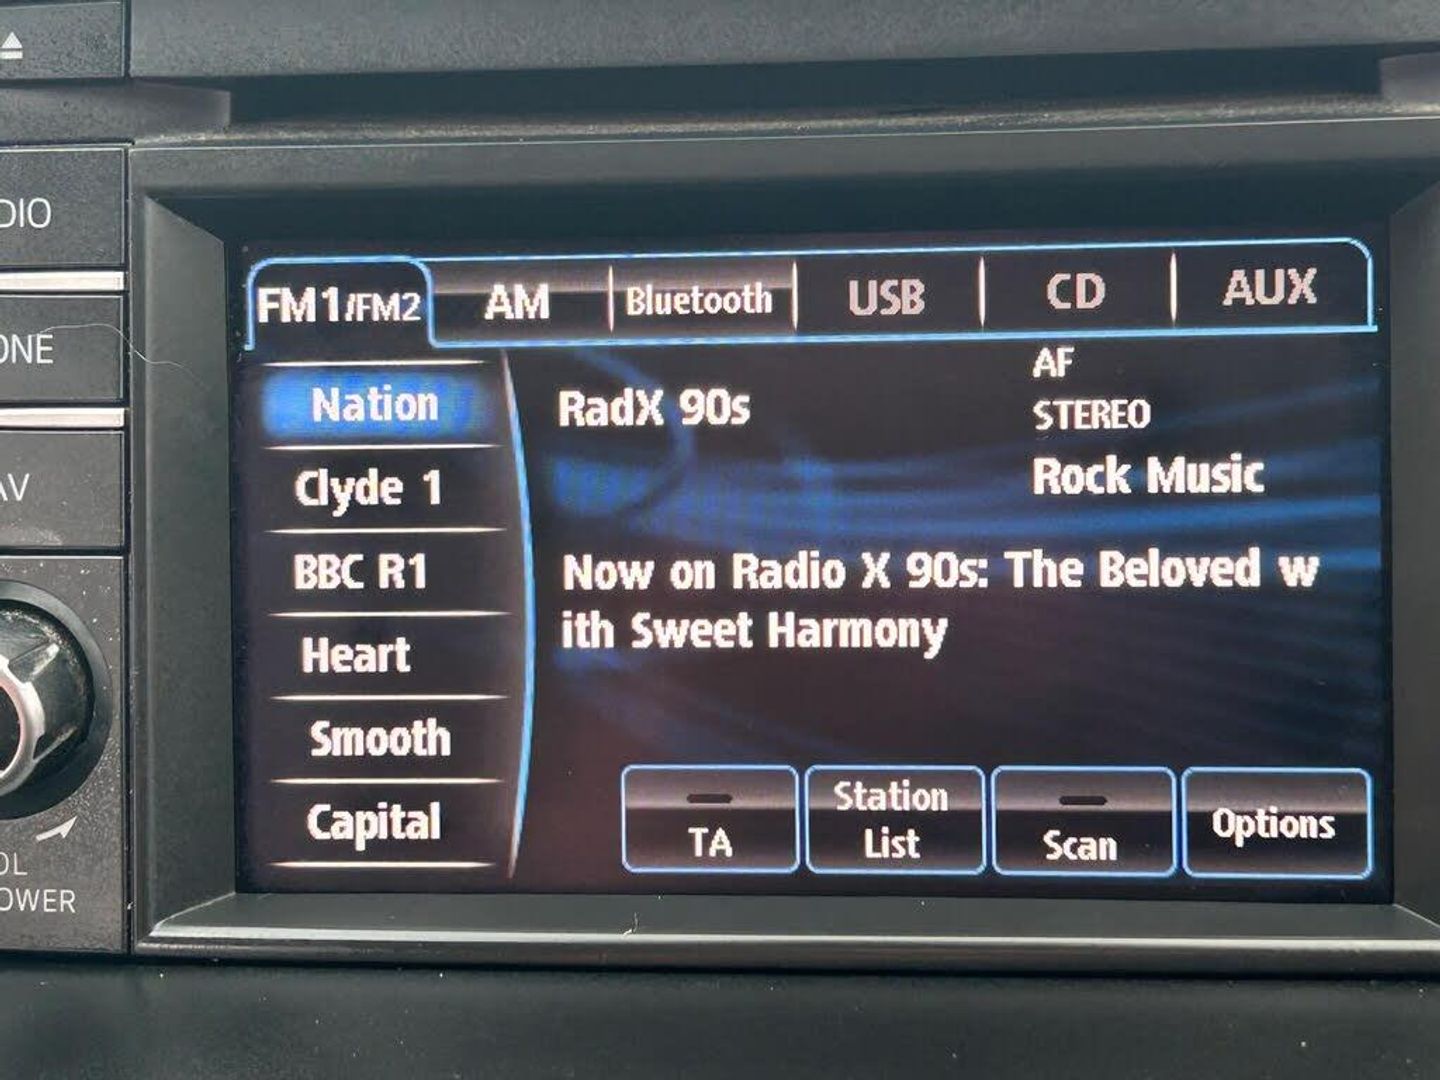 DIO
ONE
AV
OL
OWER
FM1/FM2
AM
Bluetooth
USB
CD
AUX
Nation
Clyde 1
BBC R1
Heart
Smooth
Capital
RadX 90s
AF
STEREO
Rock Music
Now on Radio X 90s: The Beloved w
ith Sweet Harmony
TA
Station
List
Scan
Options